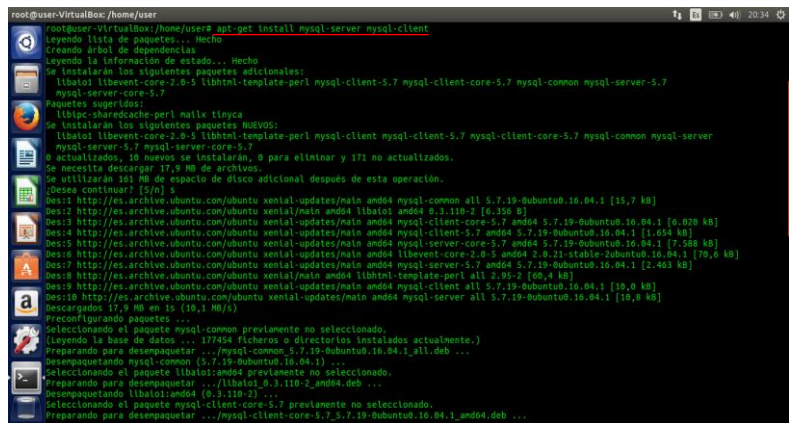 root@user-VirtualBox: /home/user
Es
20:34
root@user-VirtualBox:/home/user# apt-get install mysql-server mysql-client
Leyendo lista de paquetes... Hecho
Creando árbol de dependencias
Leyendo la información de estado... Hecho
Se instalarán los siguientes paquetes adicionales:
libaio1 libevent-core-2.0-5 libhtml-template-perl mysql-client-5.7 mysql-client-core-5.7 mysql-common mysql-server-5.7
mysql-server-core-5.7
Paquetes sugeridos:
libipc-sharedcache-perl mailx tinyca
Se instalarán los siguientes paquetes NUEVOS:
libaio1 libevent-core-2.0-5 libhtml-template-perl mysql-client mysql-client-5.7 mysql-client-core-5.7 mysql-common mysql-server
mysql-server-5.7 mysql-server-core-5.7
0 actualizados, 10 nuevos se instalarán, 0 para eliminar y 171 no actualizados.
Se necesita descargar 17,9 MB de archivos.
Se utilizarán 161 MB de espacio de disco adicional después de esta operación.
¿Desea continuar? [S/n] s
Des:1 http://es.archive.ubuntu.com/ubuntu xenial-updates/main amd64 mysql-common all 5.7.19-0ubuntu0.16.04.1 [15,7 kB]
Des:2 http://es.archive.ubuntu.com/ubuntu xenial/main amd64 libaio1 amd64 0.3.110-2 [6.356 B]
Des:3 http://es.archive.ubuntu.com/ubuntu xenial-updates/main amd64 mysql-client-core-5.7 amd64 5.7.19-0ubuntu0.16.04.1 [6.020 kB]
Des:4 http://es.archive.ubuntu.com/ubuntu xenial-updates/main amd64 mysql-client-5.7 amd64 5.7.19-0ubuntu0.16.04.1 [1.654 kB]
Des:5 http://es.archive.ubuntu.com/ubuntu xenial-updates/main amd64 mysql-server-core-5.7 amd64 5.7.19-0ubuntu0.16.04.1 [7.588 kB]
Des:6 http://es.archive.ubuntu.com/ubuntu xenial-updates/main amd64 libevent-core-2.0-5 amd64 2.0.21-stable-2ubuntu0.16.04.1 [70,6 kB]
Des:7 http://es.archive.ubuntu.com/ubuntu xenial-updates/main amd64 mysql-server-5.7 amd64 5.7.19-0ubuntu0.16.04.1 [2.463 kB]
Des:8 http://es.archive.ubuntu.com/ubuntu xenial/main amd64 libhtml-template-perl all 2.95-2 [60,4 kB]
Des:9 http://es.archive.ubuntu.com/ubuntu xenial-updates/main amd64 mysql-client all 5.7.19-0ubuntu0.16.04.1 [10,0 kB]
Des:10 http://es.archive.ubuntu.com/ubuntu xenial-updates/main amd64 mysql-server all 5.7.19-0ubuntu0.16.04.1 [10,8 kB]
Descargados 17,9 MB en 1s (10,1 MB/s)
Preconfigurando paquetes ...
Seleccionando el paquete mysql-common previamente no seleccionado.
(Leyendo la base de datos ... 177454 ficheros o directorios instalados actualmente.)
Preparando para desempaquetar .../mysql-common_5.7.19-0ubuntu0.16.04.1_all.deb ...
Desempaquetando mysql-common (5.7.19-0ubuntu0.16.04.1) ...
Seleccionando el paquete libaio1:amd64 previamente no seleccionado.
Preparando para desempaquetar .../libaio1_0.3.110-2_amd64.deb ...
Desempaquetando libaio1:amd64 (0.3.110-2) ...
Seleccionando el paquete mysql-client-core-5.7 previamente no seleccionado.
Preparando para desempaquetar .../mysql-client-core-5.7_5.7.19-0ubuntu0.16.04.1_amd64.deb ...